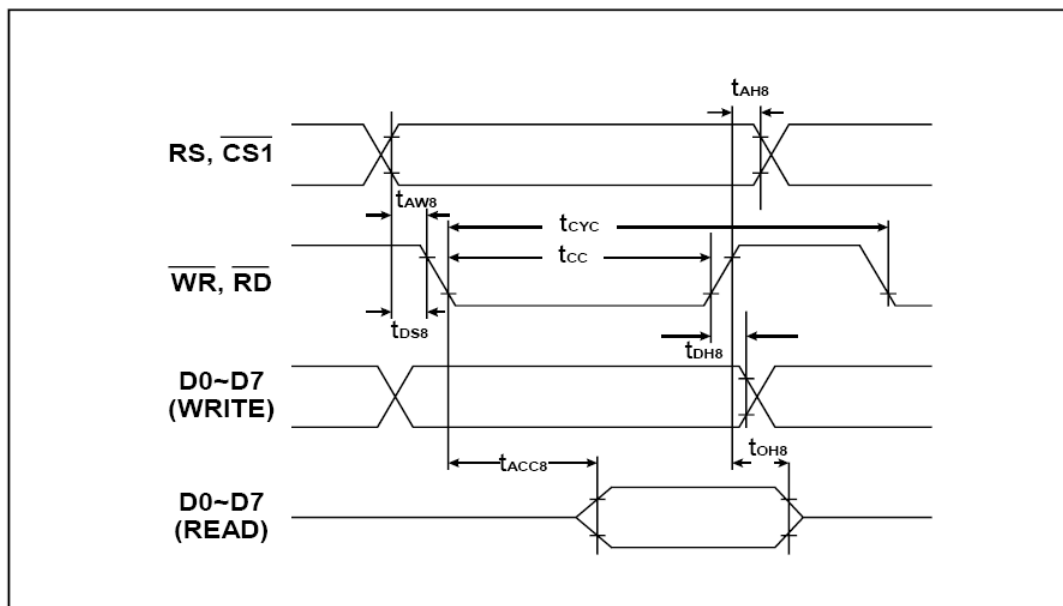 tAH8
RS, CS1
tAW8
tCYC
tCC
WR, RD
tDS8
tDH8
D0~D7
(WRITE)
tOH8
tACC8
D0~D7
(READ)